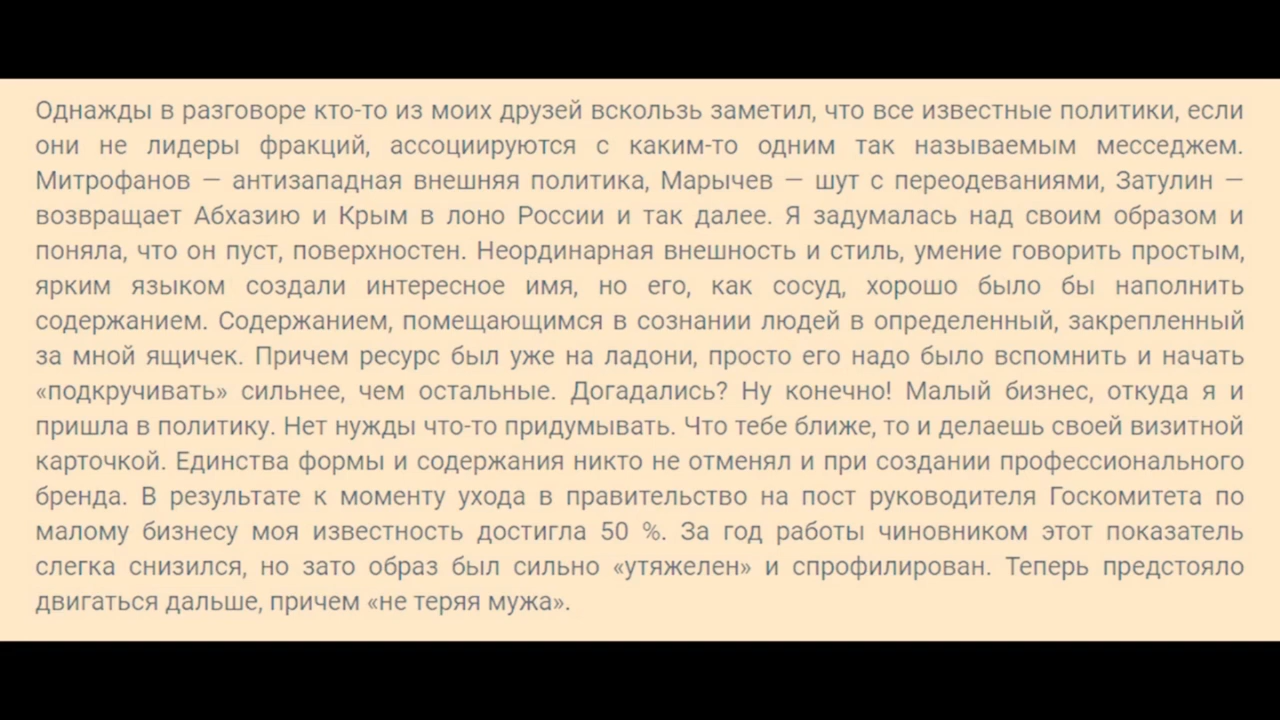 Однажды в разговоре кто-то из моих друзей вскользь заметил, что все известные политики, если
они не лидеры фракций, ассоциируются с каким-то одним так называемым месседжем.
Митрофанов — антизападная внешняя политика, Марычев — шут с переодеваниями, Затулин —
возвращает Абхазию и Крым в лоно России и так далее. Я задумалась над своим образом и
поняла, что он пуст, поверхностен. Неординарная внешность и стиль, умение говорить простым,
ярким языком создали интересное имя, но его, как сосуд, хорошо было бы наполнить
содержанием. Содержанием, помещающимся в сознании людей в определенный, закрепленный
за мной ящичек. Причем ресурс был уже на ладони, просто его надо было вспомнить и начать
«подкручивать» сильнее, чем остальные. Догадались? Ну конечно! Малый бизнес, откуда я и
пришла в политику. Нет нужды что-то придумывать. Что тебе ближе, то и делаешь своей визитной
карточкой. Единства формы и содержания никто не отменял и при создании профессионального
бренда. В результате к моменту ухода в правительство на пост руководителя Госкомитета по
малому бизнесу моя известность достигла 50 %. За год работы чиновником этот показатель
слегка снизился, но зато образ был сильно «утяжелен» и спрофилирован. Теперь предстояло
двигаться дальше, причем «не теряя мужа».